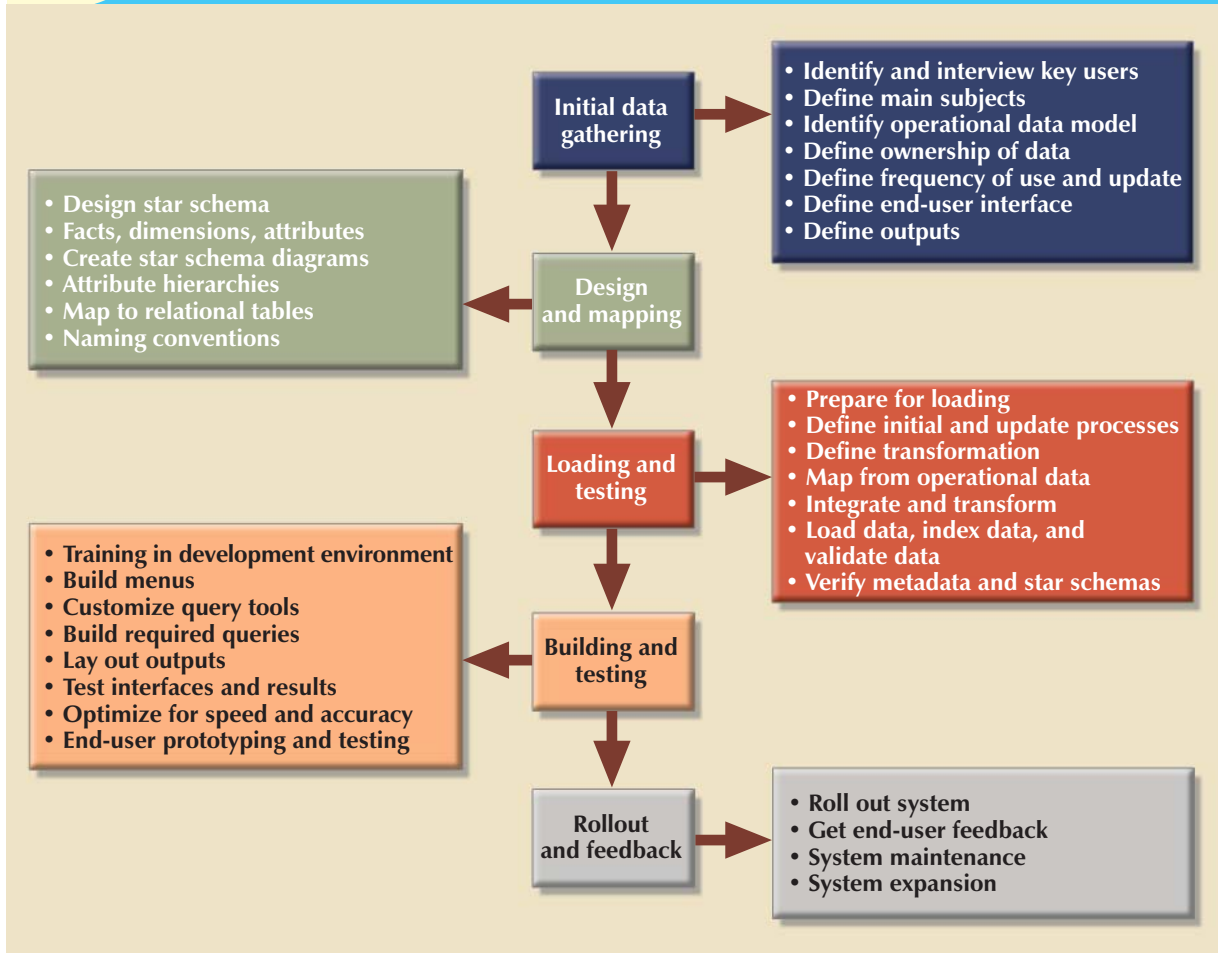 Initial data
gathering
• Identify and interview key users
• Define main subjects
• Identify operational data model
• Define ownership of data
• Define frequency of use and update
• Define end-user interface
• Define outputs
Design
and mapping
• Design star schema
• Facts, dimensions, attributes
• Create star schema diagrams
• Attribute hierarchies
• Map to relational tables
• Naming conventions
Loading and
testing
• Prepare for loading
• Define initial and update processes
• Define transformation
• Map from operational data
• Integrate and transform
• Load data, index data, and
validate data
• Verify metadata and star schemas
Building and
testing
• Training in development environment
• Build menus
• Customize query tools
• Build required queries
• Lay out outputs
• Test interfaces and results
• Optimize for speed and accuracy
• End-user prototyping and testing
Rollout
and feedback
• Roll out system
• Get end-user feedback
• System maintenance
• System expansion